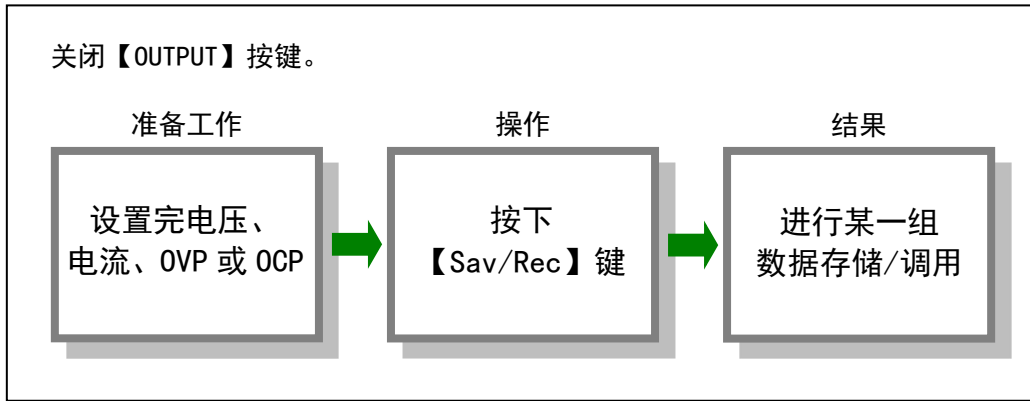 关闭【OUTPUT】按键。
准备工作
操作
结果
设置完电压、
电流、OVP 或 OCP
按下
【Sav/Rec】键
进行某一组
数据存储/调用